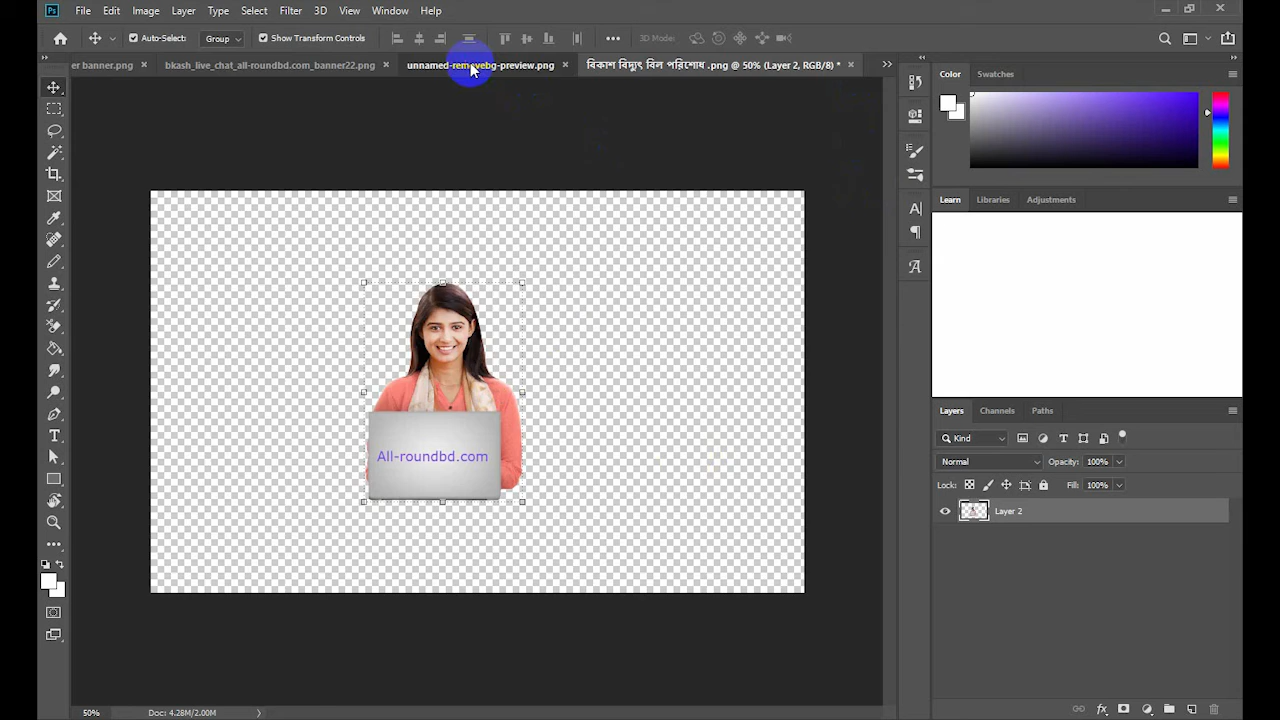 Ps File Edit Image Layer Type Select Filter 3D View Window Help
Auto-Select: Group Show Transform Controls ••• 3D Mode:
er banner.png × bkash_live_chat_all-roundbd.com_banner22.png × unnamed-removebg-preview.png × বিকাশ বিদ্যুৎ বিল পরিশোধ .png @ 50% (Layer 2, RGB/8) * ×
Color Swatches
Learn Libraries Adjustments
All-roundbd.com
Layers Channels Paths
Kind
Normal Opacity: 100%
Lock: Fill: 100%
Layer 2
50% Doc: 4.28M/2.00M